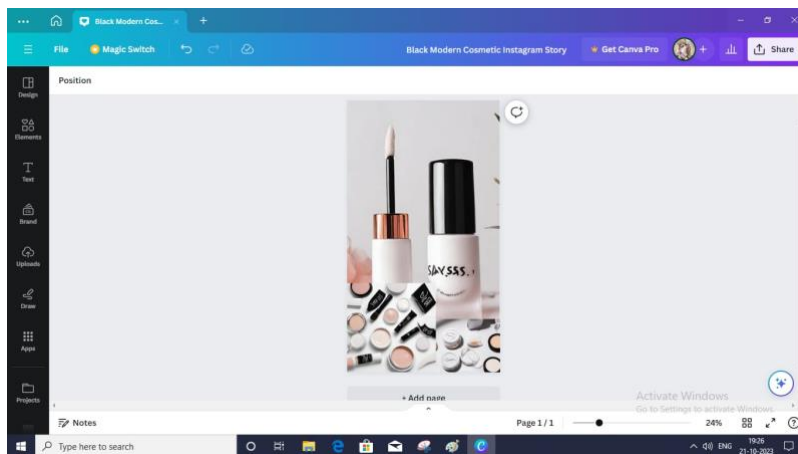 Black Modern Cos...
File
Magic Switch
Black Modern Cosmetic Instagram Story
Get Canva Pro
Share
Position
Design
Elements
Text
Brand
Uploads
Draw
Apps
Projects
+ Add page
Activate Windows
Go to Settings to activate Windows.
Notes
Page 1 / 1
24%
Type here to search
ENG
19:26
21-10-2023